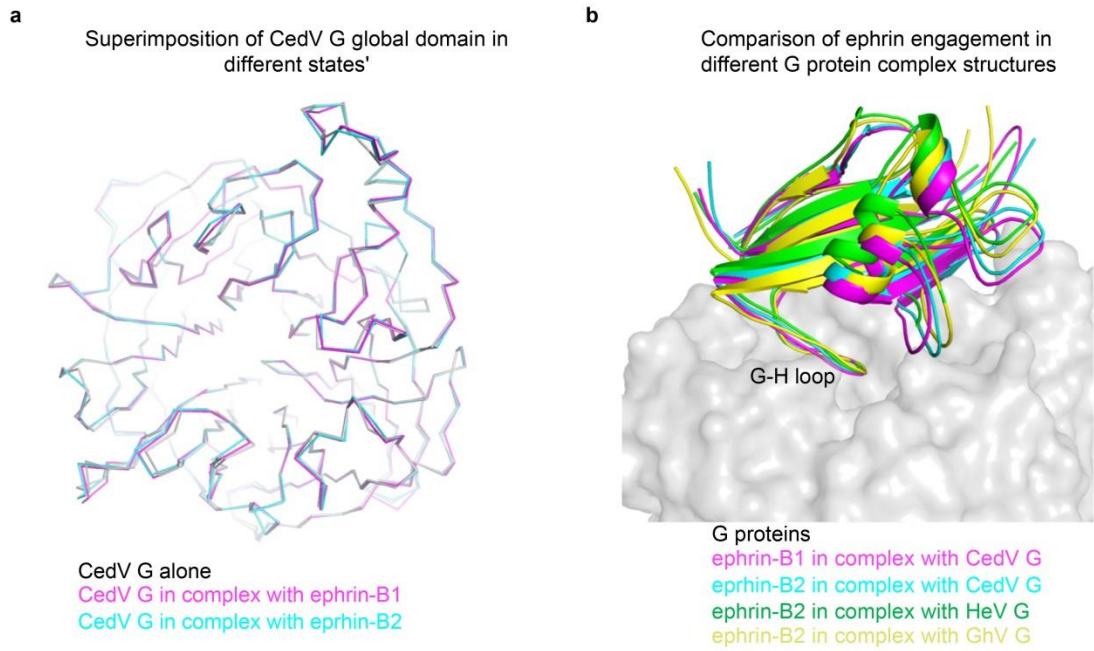 a
Superimposition of CedV G global domain in
different states'
CedV G alone
CedV G in complex with ephrin-B1
CedV G in complex with eprhin-B2
b
Comparison of ephrin engagement in
different G protein complex structures
G-H loop
G proteins
ephrin-B1 in complex with CedV G
eprhin-B2 in complex with CedV G
ephrin-B2 in complex with HeV G
ephrin-B2 in complex with GhV G